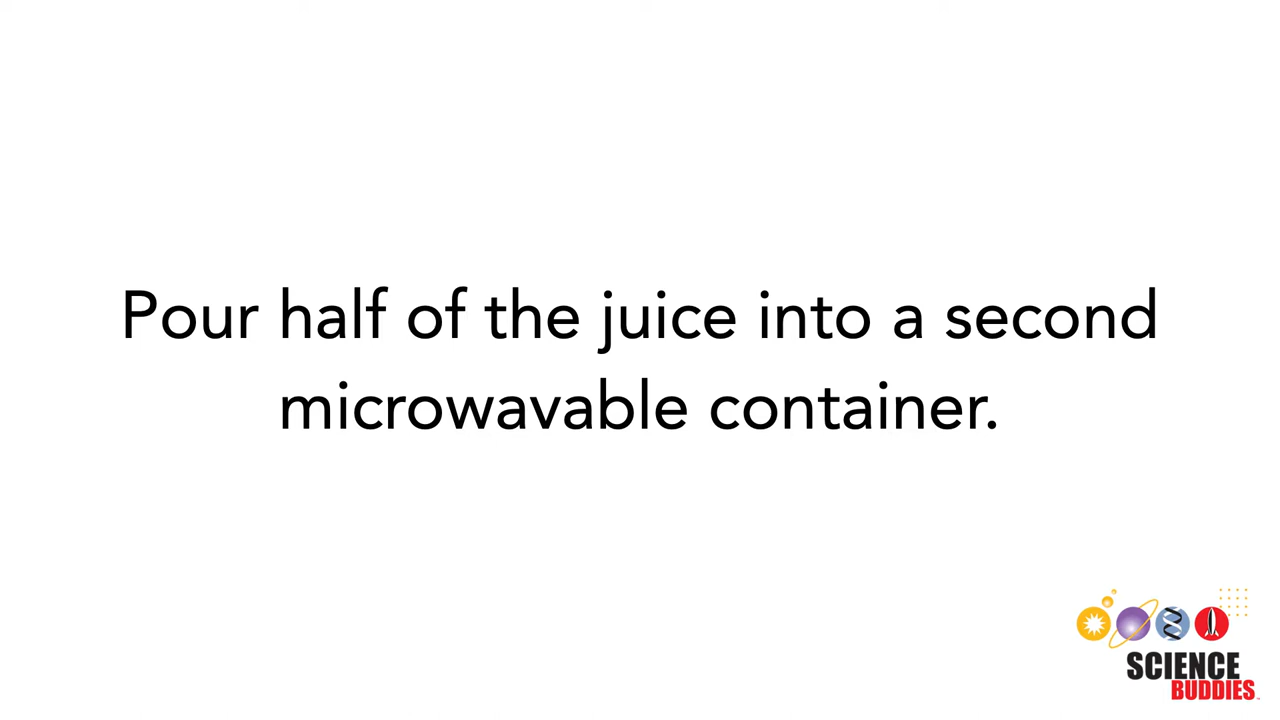 Pour half of the juice into a second
microwavable container.
SCIENCE
BUDDIES